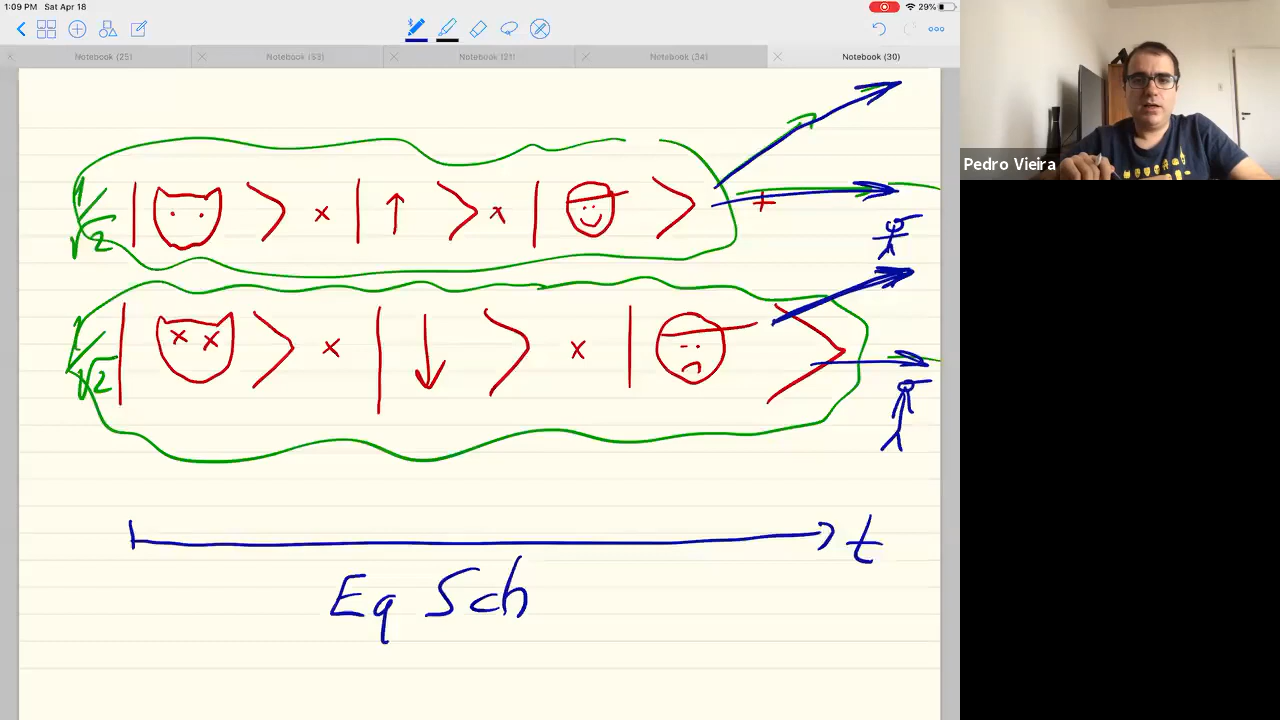 1:09 PM Sat Apr 18
29%
Notebook (25)
Notebook (53)
Notebook (21)
Notebook (34)
Notebook (30)
Pedro Vieira
1/√2 | > x | ↑ > x | > +
1/√2 | x x > x | ↓ > x | >
t
Eq Sch